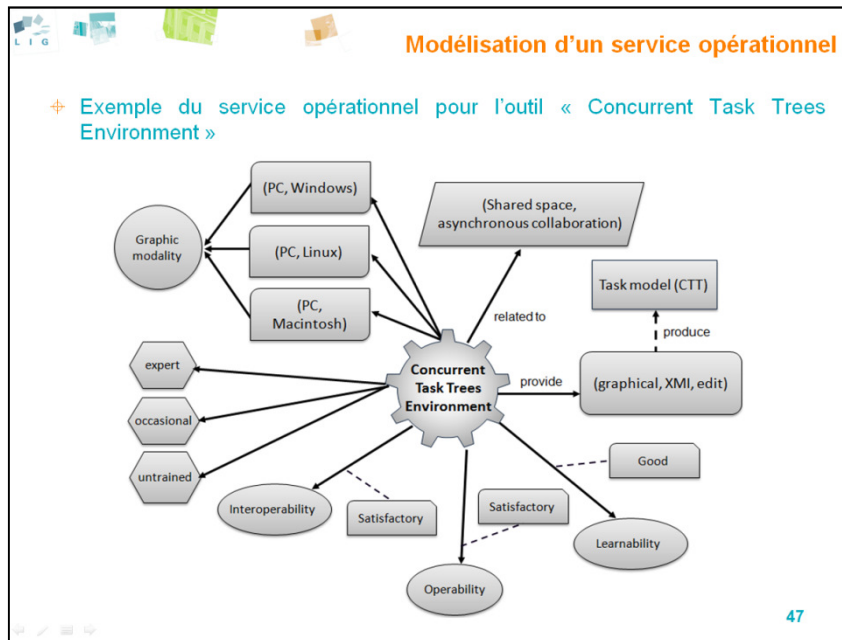 L I G
Modélisation d'un service opérationnel
Exemple du service opérationnel pour l'outil « Concurrent Task Trees
Environment »
(PC, Windows)
(Shared space,
asynchronous collaboration)
Graphic
modality
(PC, Linux)
(PC,
Macintosh)
Task model (CTT)
related to
produce
expert
Concurrent
Task Trees
Environment
provide
(graphical, XMI, edit)
occasional
untrained
Good
Interoperability
Satisfactory
Satisfactory
Learnability
Operability
47